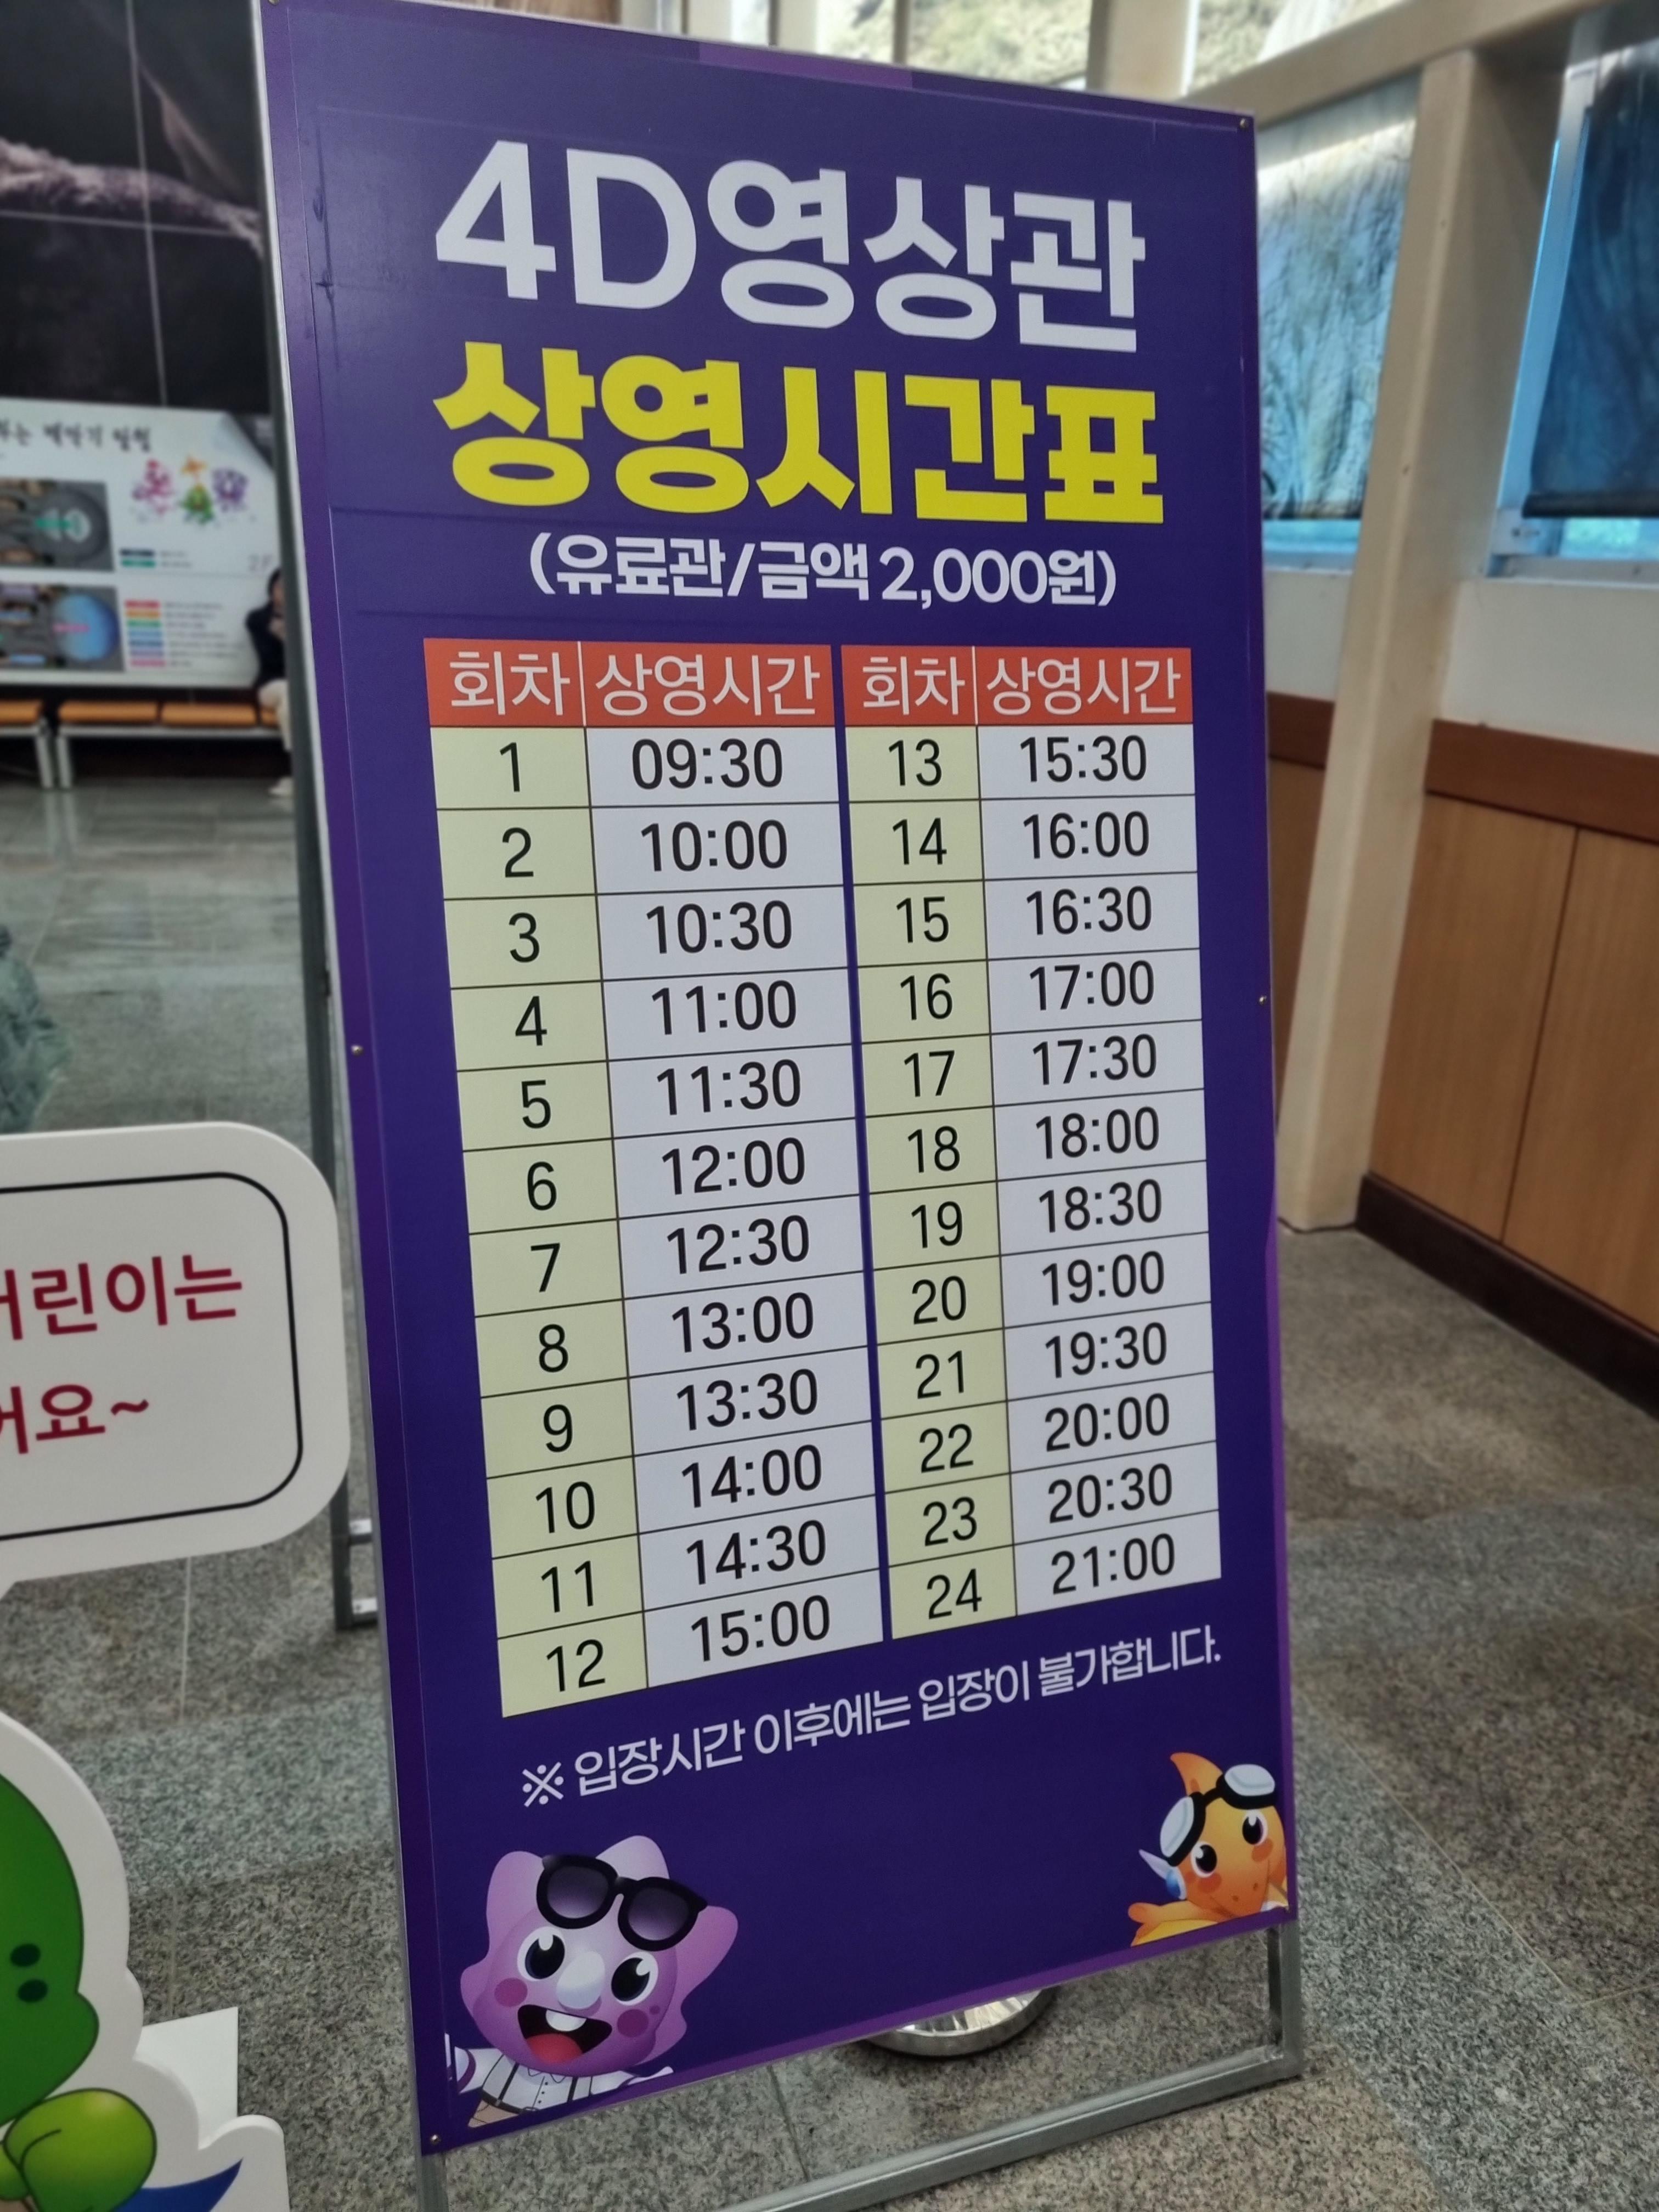 4D영상관
상영시간표
(유료관/금액 2,000원)
회차 상영시간 회차 상영시간
1 09:30 13 15:30
2 10:00 14 16:00
3 10:30 15 16:30
4 11:00 16 17:00
5 11:30 17 17:30
6 12:00 18 18:00
7 12:30 19 18:30
8 13:00 20 19:00
9 13:30 21 19:30
10 14:00 22 20:00
11 14:30 23 20:30
12 15:00 24 21:00
※ 입장시간 이후에는 입장이 불가합니다.
어린이는
요~